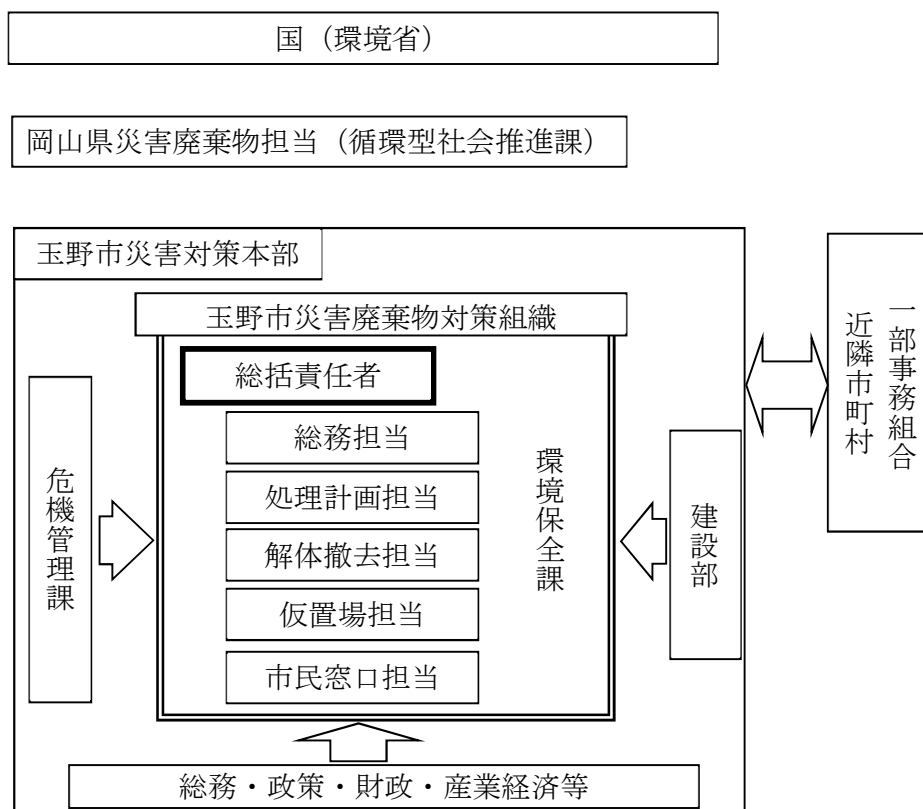 国（環境省）
岡山県災害廃棄物担当（循環型社会推進課）
玉野市災害対策本部
玉野市災害廃棄物対策組織
総括責任者
総務担当
処理計画担当
解体撤去担当
仮置場担当
市民窓口担当
環境保全課
危機管理課
建設部
一部事務組合
近隣市町村
総務・政策・財政・産業経済等